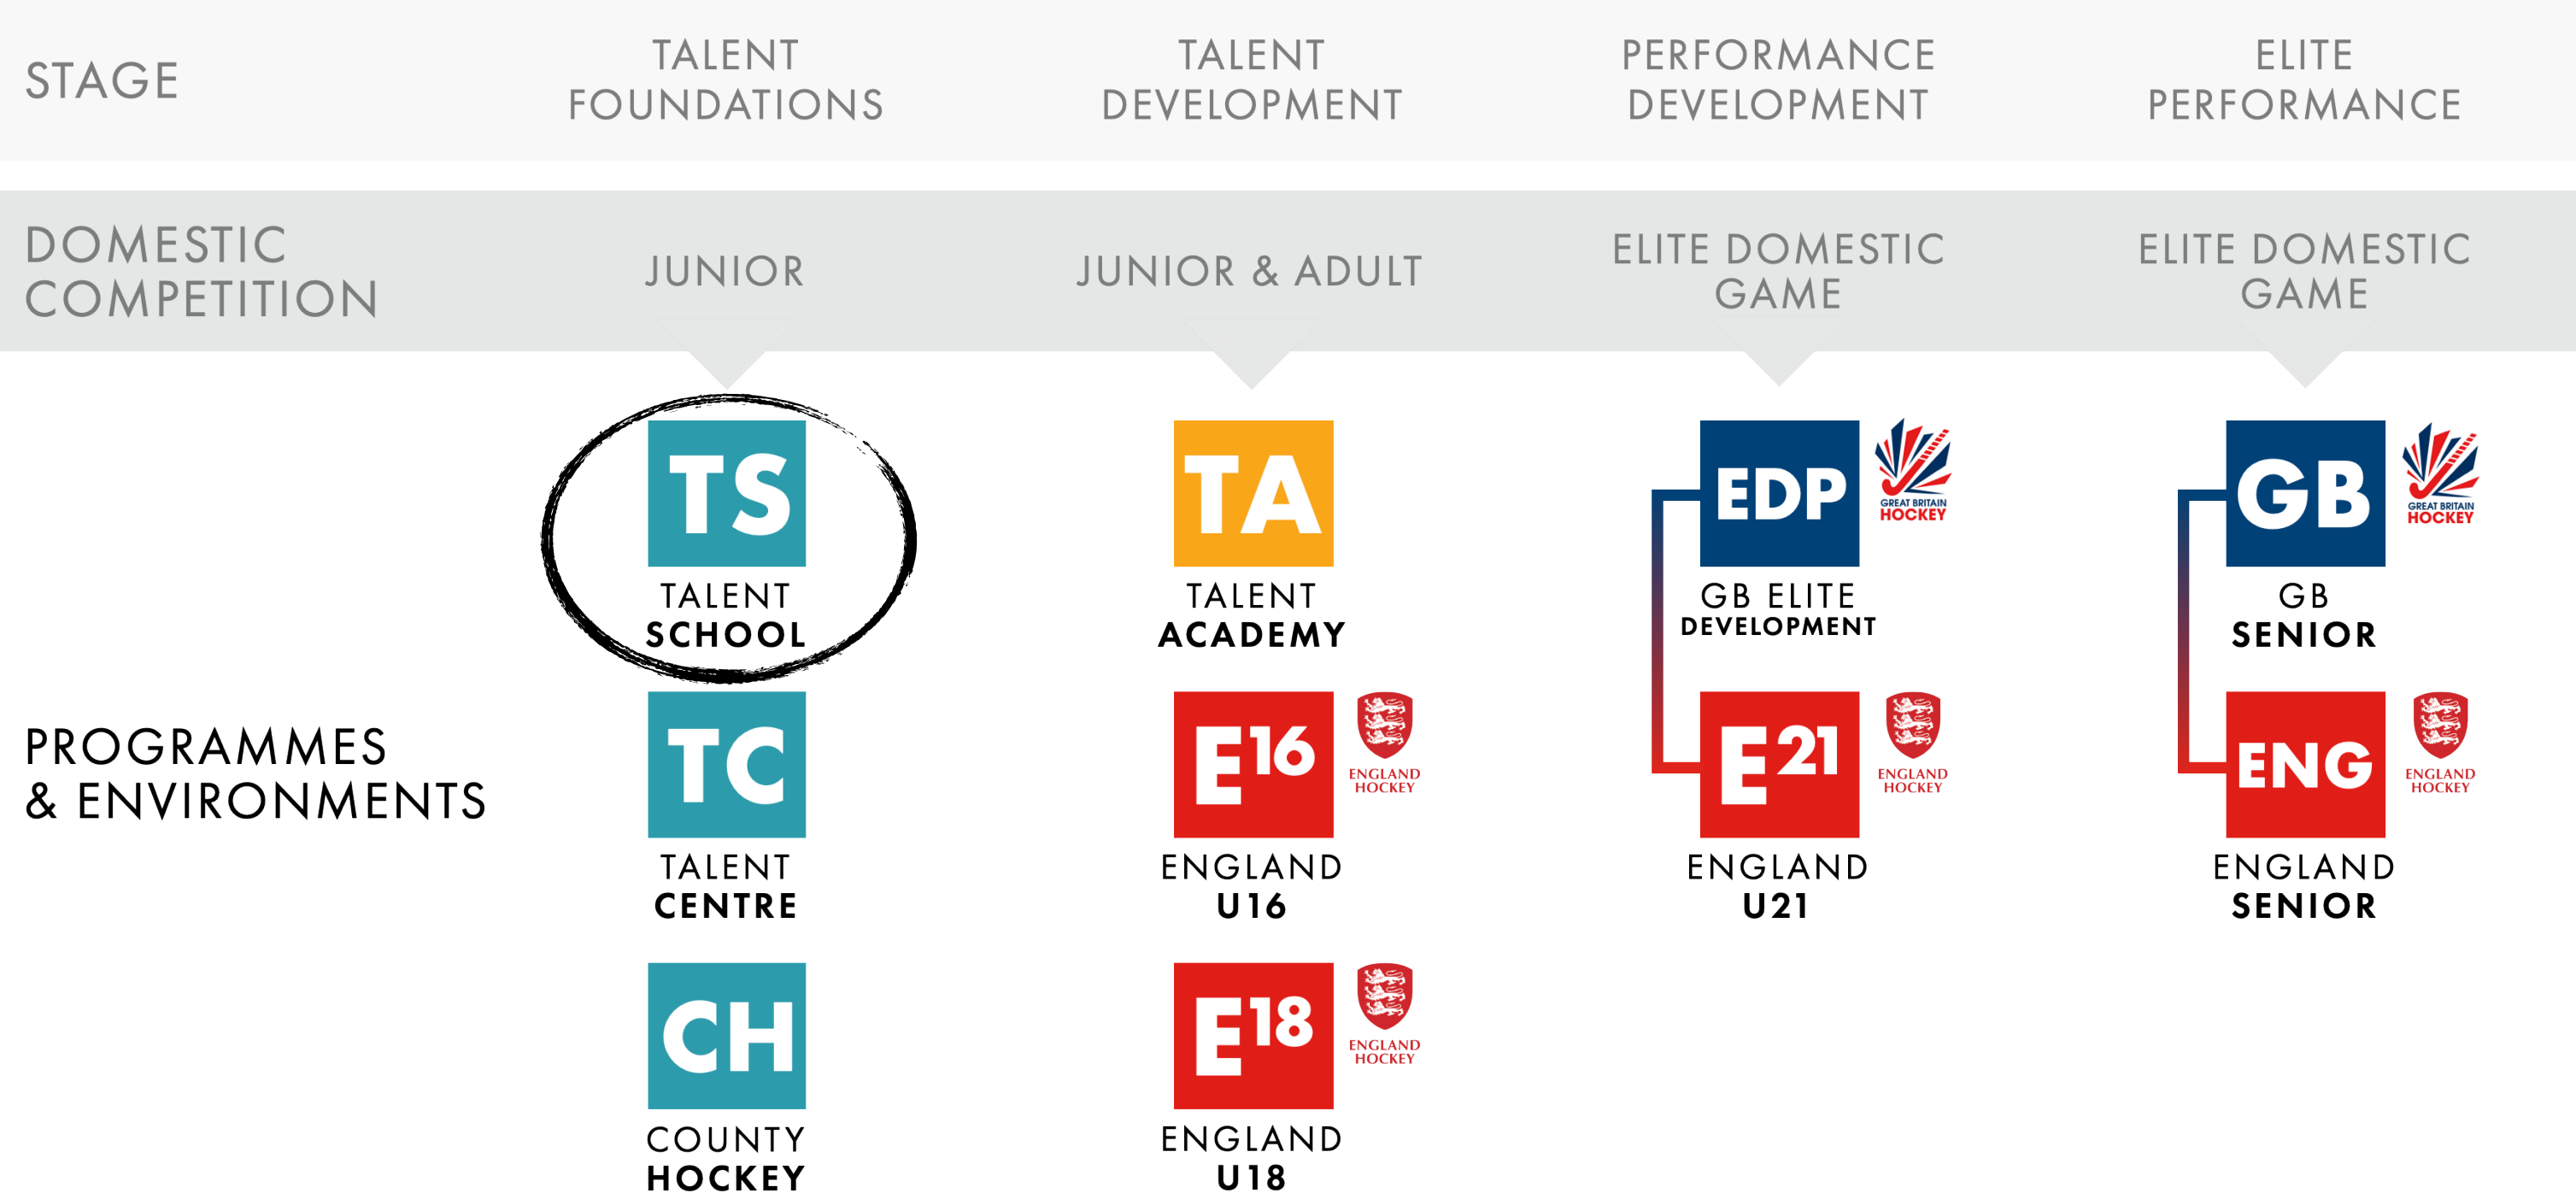 STAGE
TALENT
FOUNDATIONS
TALENT
DEVELOPMENT
PERFORMANCE
DEVELOPMENT
ELITE
PERFORMANCE
DOMESTIC
COMPETITION
JUNIOR
JUNIOR & ADULT
ELITE DOMESTIC
GAME
ELITE DOMESTIC
GAME
PROGRAMMES
& ENVIRONMENTS
TS
TALENT
SCHOOL
TC
TALENT
CENTRE
CH
COUNTY
HOCKEY
TA
TALENT
ACADEMY
E16
ENGLAND
HOCKEY
ENGLAND
U16
E18
ENGLAND
HOCKEY
ENGLAND
U18
EDP
GREAT BRITAIN
HOCKEY
GB ELITE
DEVELOPMENT
E21
ENGLAND
HOCKEY
ENGLAND
U21
GB
GREAT BRITAIN
HOCKEY
GB
SENIOR
ENG
ENGLAND
HOCKEY
ENGLAND
SENIOR